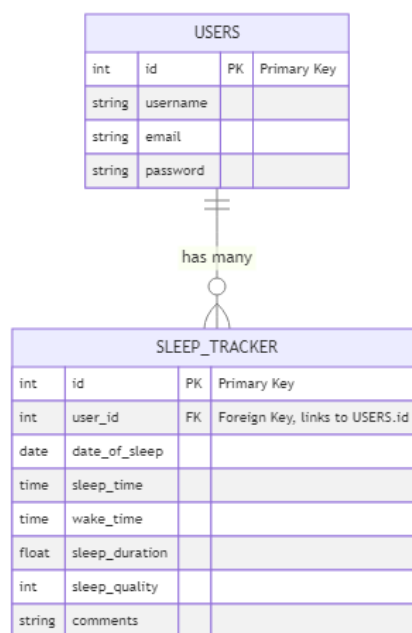 USERS
int id PK Primary Key
string username
string email
string password
has many
SLEEP_TRACKER
int id PK Primary Key
int user_id FK Foreign Key, links to USERS.id
date date_of_sleep
time sleep_time
time wake_time
float sleep_duration
int sleep_quality
string comments